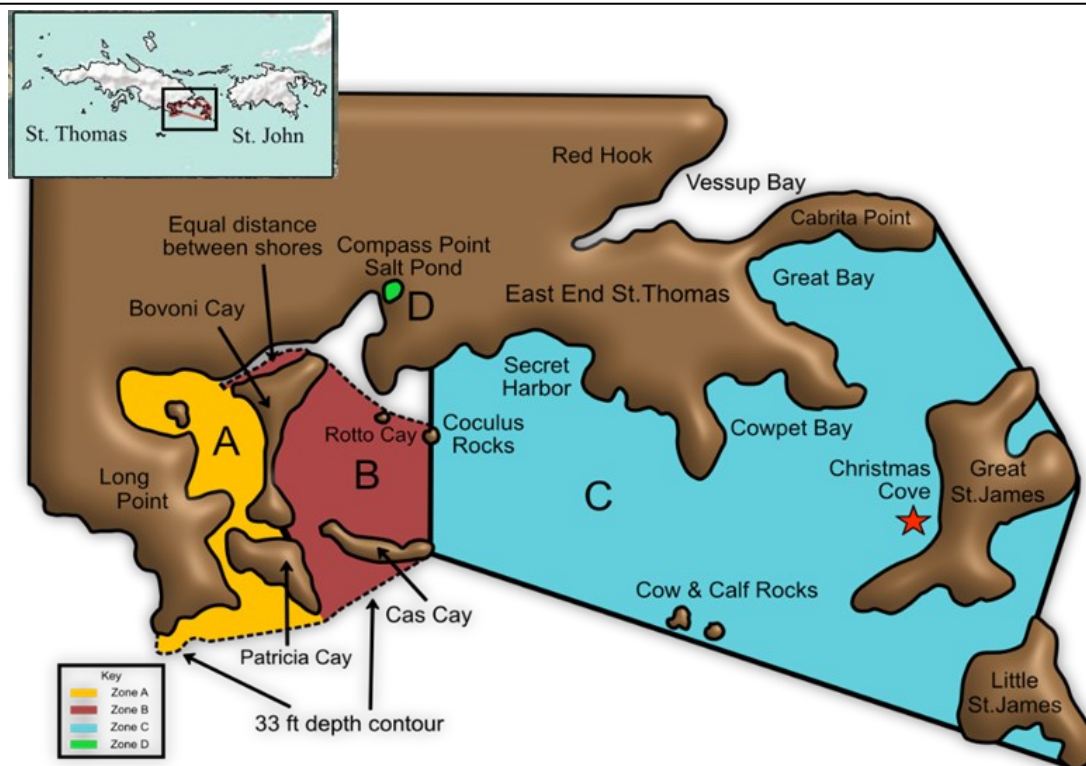 St. Thomas
St. John
Red Hook
Vessup Bay
Cabrita Point
Equal distance
between shores
Compass Point
Salt Pond
D
Great Bay
East End St.Thomas
Bovoni Cay
Secret
Harbor
A
Rotto Cay
Coculus
Rocks
Cowpet Bay
Long
Point
B
C
Christmas
Cove
Great
St.James
Cas Cay
Cow & Calf Rocks
Patricia Cay
33 ft depth contour
Little
St.James
Key
Zone A
Zone B
Zone C
Zone D